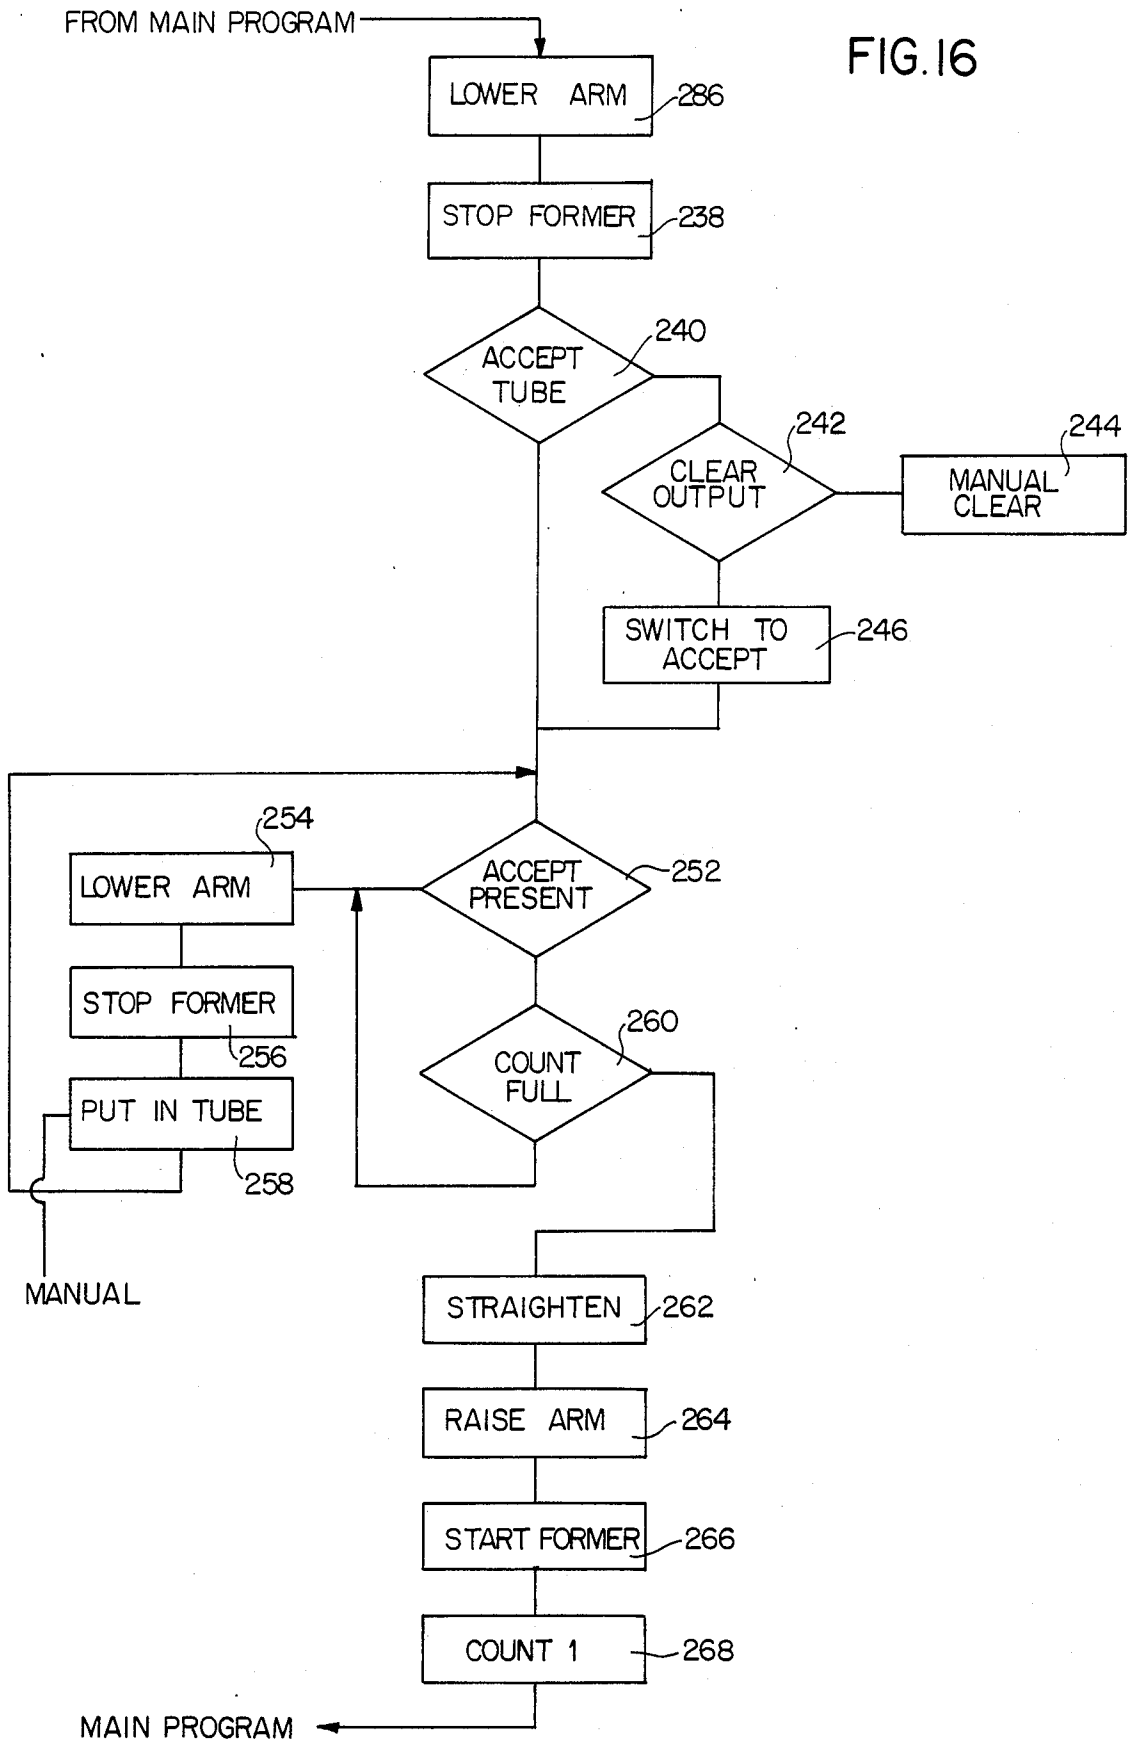 FROM MAIN PROGRAM
FIG.16
LOWER ARM
286
STOP FORMER
238
ACCEPT
TUBE
240
CLEAR
OUTPUT
242
MANUAL
CLEAR
244
SWITCH TO
ACCEPT
246
ACCEPT
PRESENT
252
LOWER ARM
254
STOP FORMER
256
PUT IN TUBE
258
MANUAL
COUNT
FULL
260
STRAIGHTEN
262
RAISE ARM
264
START FORMER
266
COUNT 1
268
MAIN PROGRAM